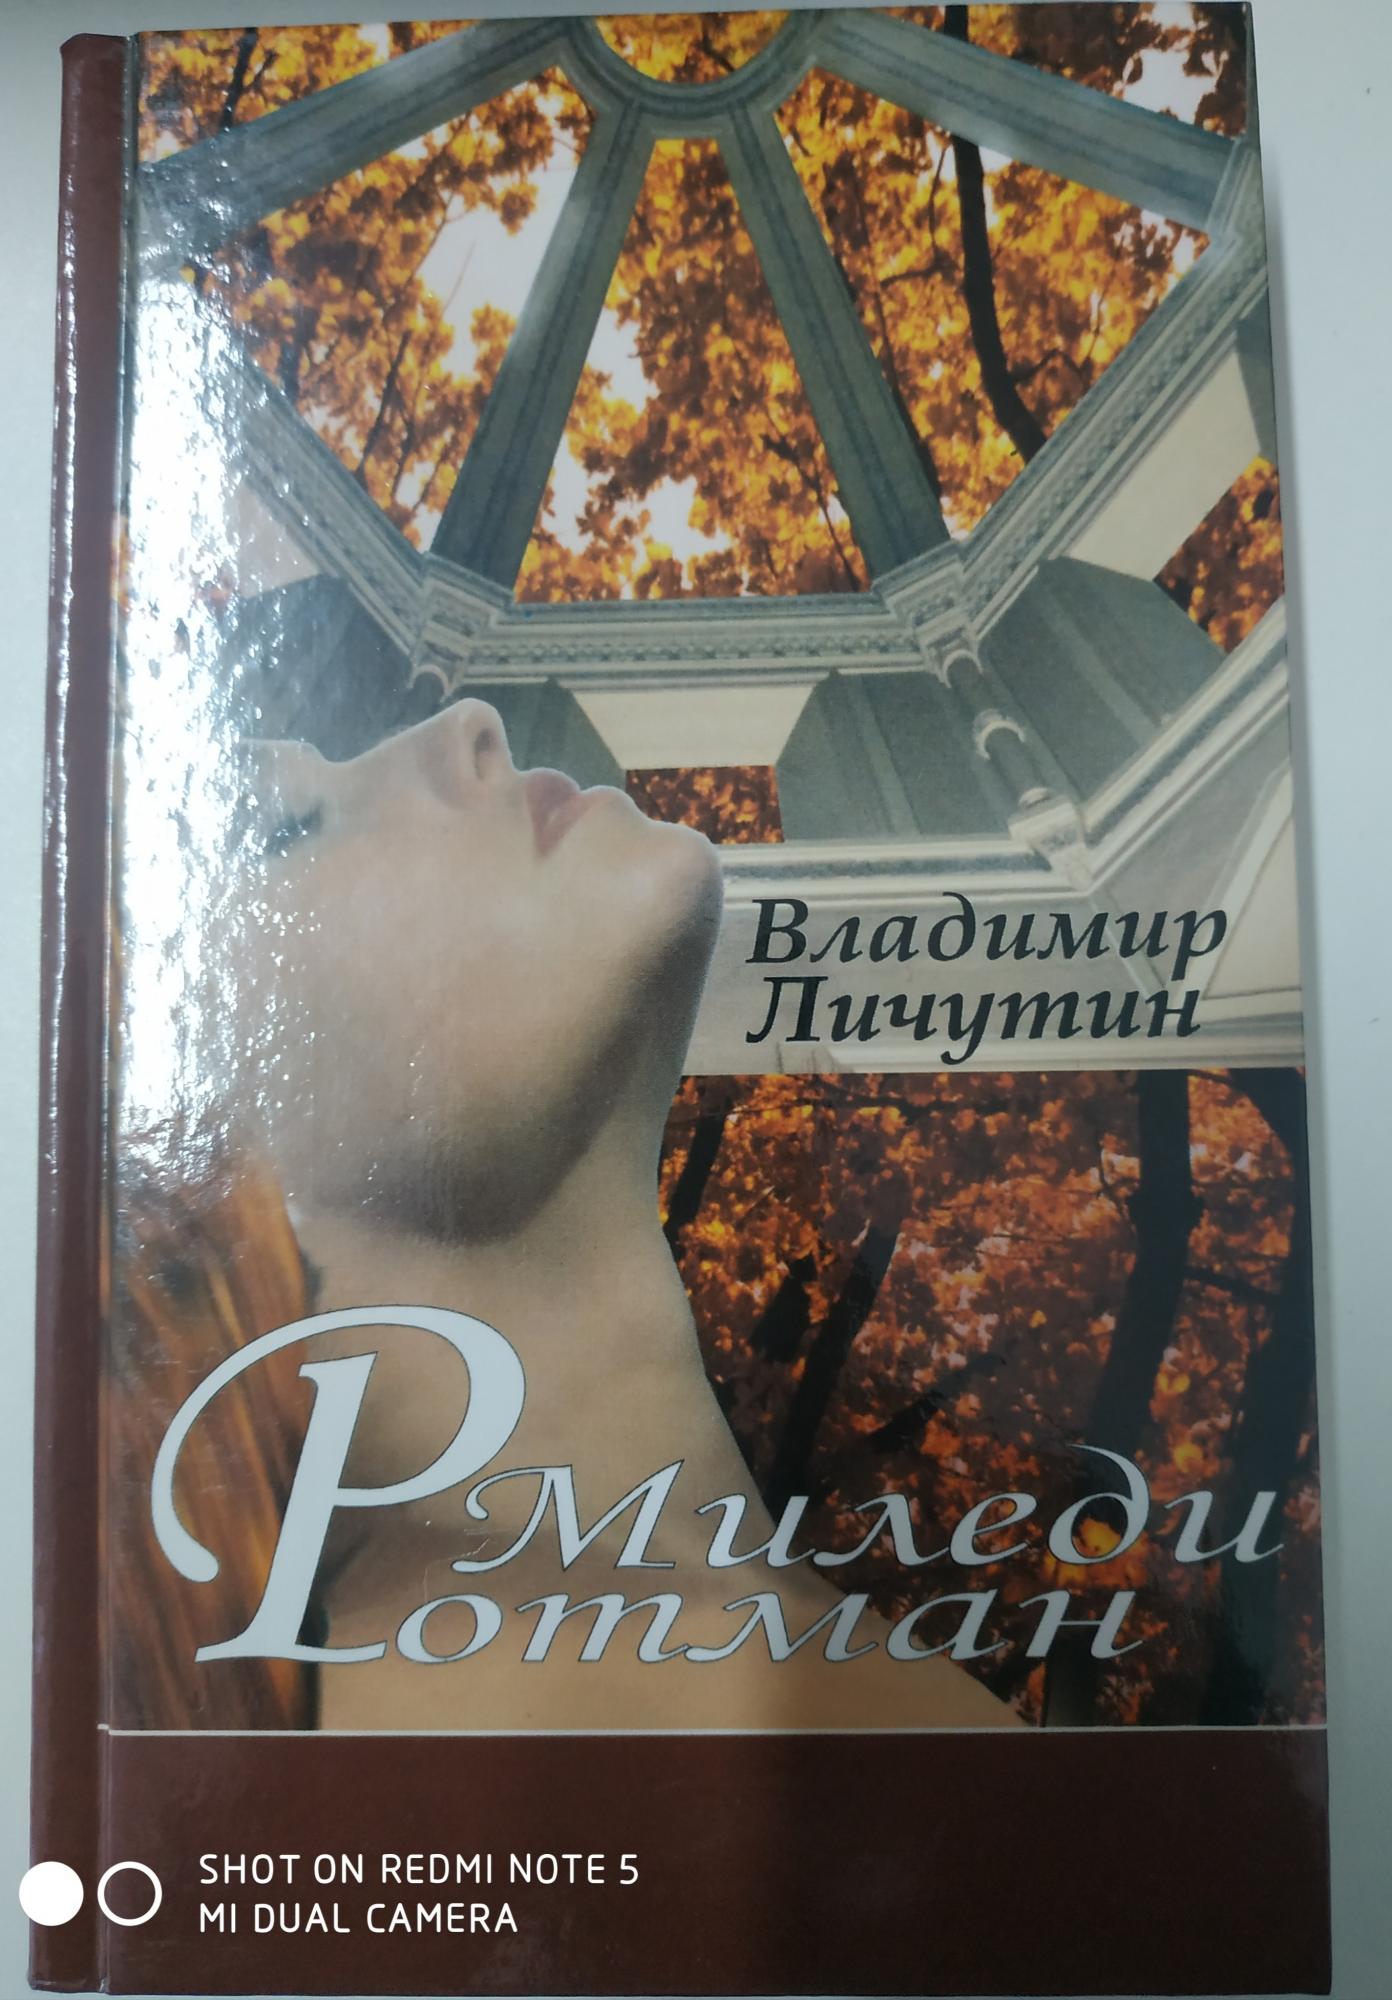 Владимир
Личутин
Миледи
Ротман
SHOT ON REDMI NOTE 5
MI DUAL CAMERA